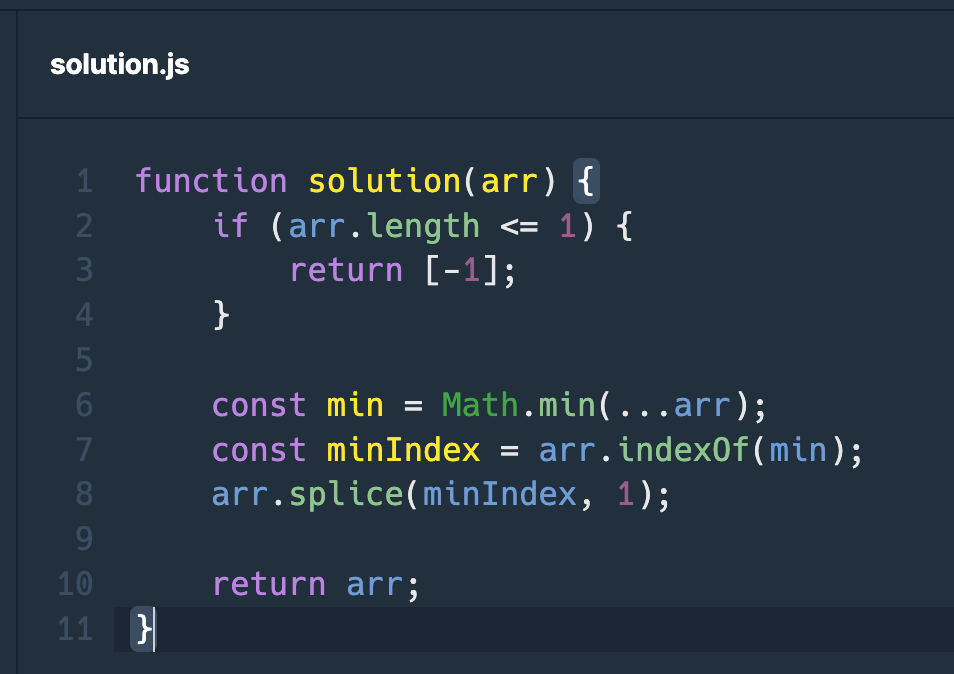 solution.js
1 function solution(arr) {
2     if (arr.length <= 1) {
3         return [-1];
4     }
5
6     const min = Math.min(...arr);
7     const minIndex = arr.indexOf(min);
8     arr.splice(minIndex, 1);
9
10     return arr;
11 }